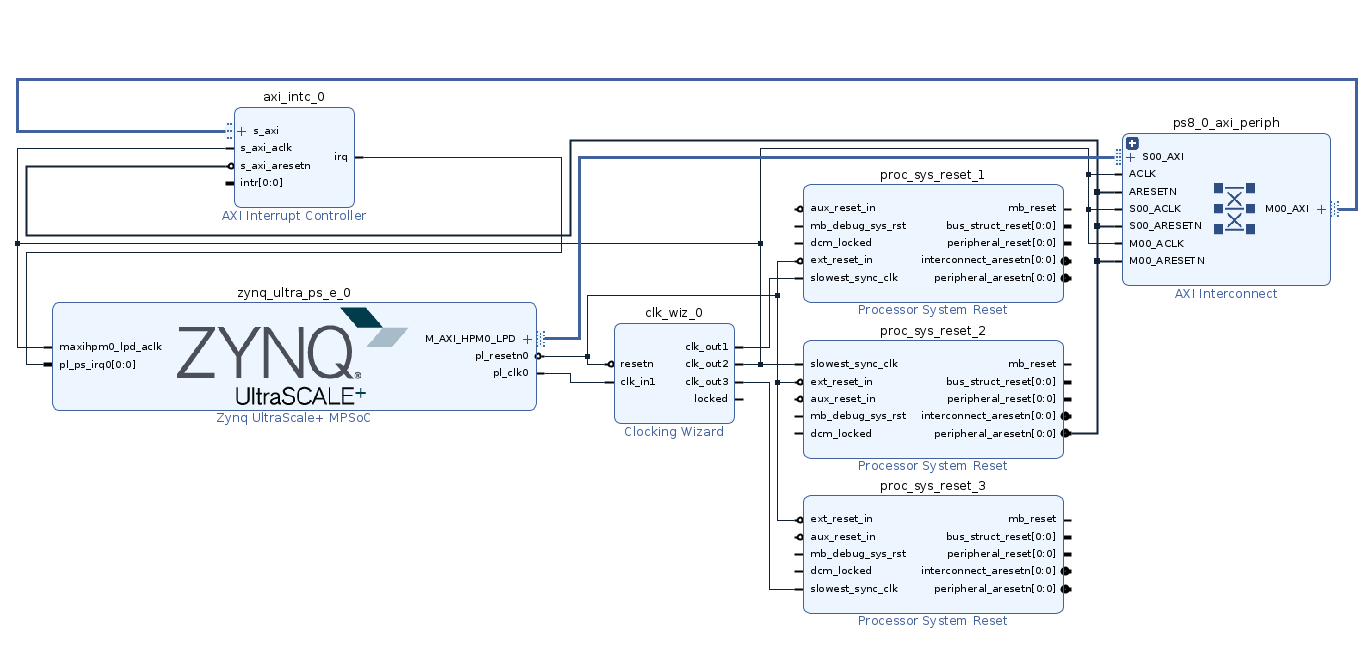 axi_intc_0
s_axi
s_axi_aclk
s_axi_aresetn
intr[0:0]
irq
AXI Interrupt Controller
zynq_ultra_ps_e_0
maxihpm0_lpd_aclk
pl_ps_irq0[0:0]
ZYNQ
UltraSCALE+
M_AXI_HPM0_LPD
pl_resetn0
pl_clk0
Zynq UltraScale+ MPSoC
clk_wiz_0
resetn
clk_in1
clk_out1
clk_out2
clk_out3
locked
Clocking Wizard
proc_sys_reset_1
aux_reset_in
mb_debug_sys_rst
dcm_locked
ext_reset_in
slowest_sync_clk
mb_reset
bus_struct_reset[0:0]
peripheral_reset[0:0]
interconnect_aresetn[0:0]
peripheral_aresetn[0:0]
Processor System Reset
proc_sys_reset_2
slowest_sync_clk
ext_reset_in
aux_reset_in
mb_debug_sys_rst
dcm_locked
mb_reset
bus_struct_reset[0:0]
peripheral_reset[0:0]
interconnect_aresetn[0:0]
peripheral_aresetn[0:0]
Processor System Reset
proc_sys_reset_3
ext_reset_in
aux_reset_in
mb_debug_sys_rst
dcm_locked
slowest_sync_clk
mb_reset
bus_struct_reset[0:0]
peripheral_reset[0:0]
interconnect_aresetn[0:0]
peripheral_aresetn[0:0]
Processor System Reset
ps8_0_axi_periph
S00_AXI
ACLK
ARESETN
S00_ACLK
S00_ARESETN
M00_ACLK
M00_ARESETN
M00_AXI
AXI Interconnect